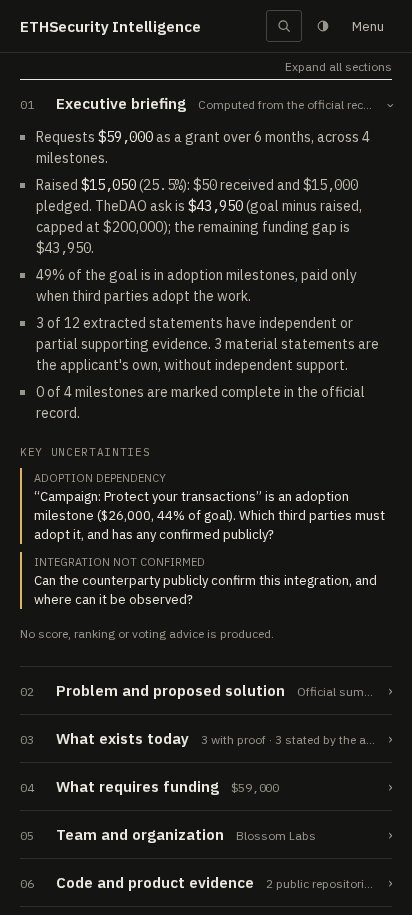 ETHSecurity Intelligence
Menu
Expand all sections
01 Executive briefing Computed from the official rec...
Requests $59,000 as a grant over 6 months, across 4
milestones.
Raised $15,050 (25.5%): $50 received and $15,000
pledged. TheDAO ask is $43,950 (goal minus raised,
capped at $200,000); the remaining funding gap is
$43,950.
49% of the goal is in adoption milestones, paid only
when third parties adopt the work.
3 of 12 extracted statements have independent or
partial supporting evidence. 3 material statements are
the applicant's own, without independent support.
0 of 4 milestones are marked complete in the official
record.
KEY UNCERTAINTIES
ADOPTION DEPENDENCY
“Campaign: Protect your transactions” is an adoption
milestone ($26,000, 44% of goal). Which third parties must
adopt it, and has any confirmed publicly?
INTEGRATION NOT CONFIRMED
Can the counterparty publicly confirm this integration, and
where can it be observed?
No score, ranking or voting advice is produced.
02 Problem and proposed solution Official sum...
03 What exists today 3 with proof · 3 stated by the a...
04 What requires funding $59,000
05 Team and organization Blossom Labs
06 Code and product evidence 2 public repositori...